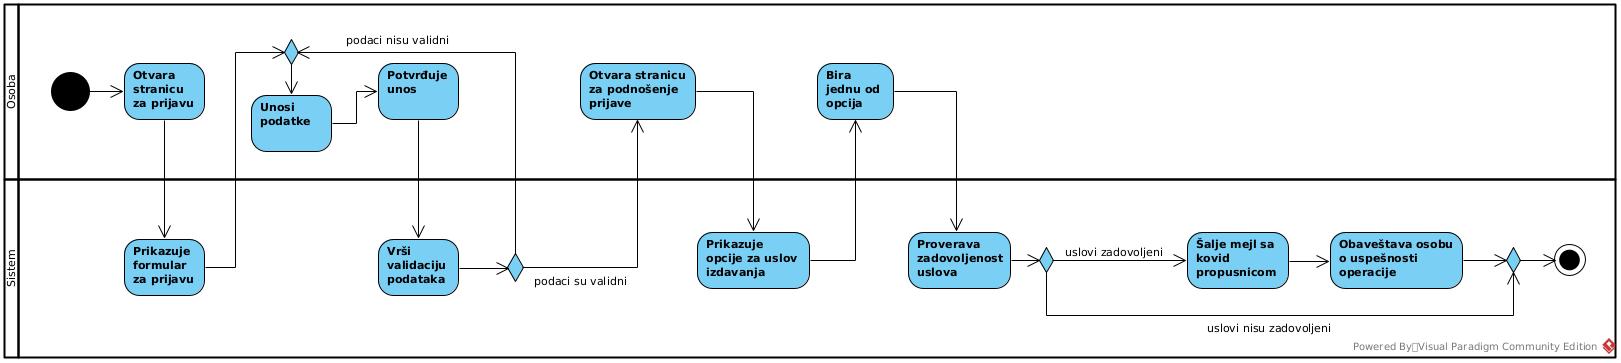 Osoba
Otvara
stranicu
za prijavu
podaci nisu validni
Unosi
podatke
Potvrđuje
unos
Otvara stranicu
za podnošenje
prijave
Bira
jednu od
opcija
Sistem
Prikazuje
formular
za prijavu
Vrši
validaciju
podataka
podaci su validni
Prikazuje
opcije za uslov
izdavanja
Proverava
zadovoljenost
uslova
uslovi zadovoljeni
Šalje mejl sa
kovid
propusnicom
Obaveštava osobu
o uspešnosti
operacije
uslovi nisu zadovoljeni
Powered By Visual Paradigm Community Edition